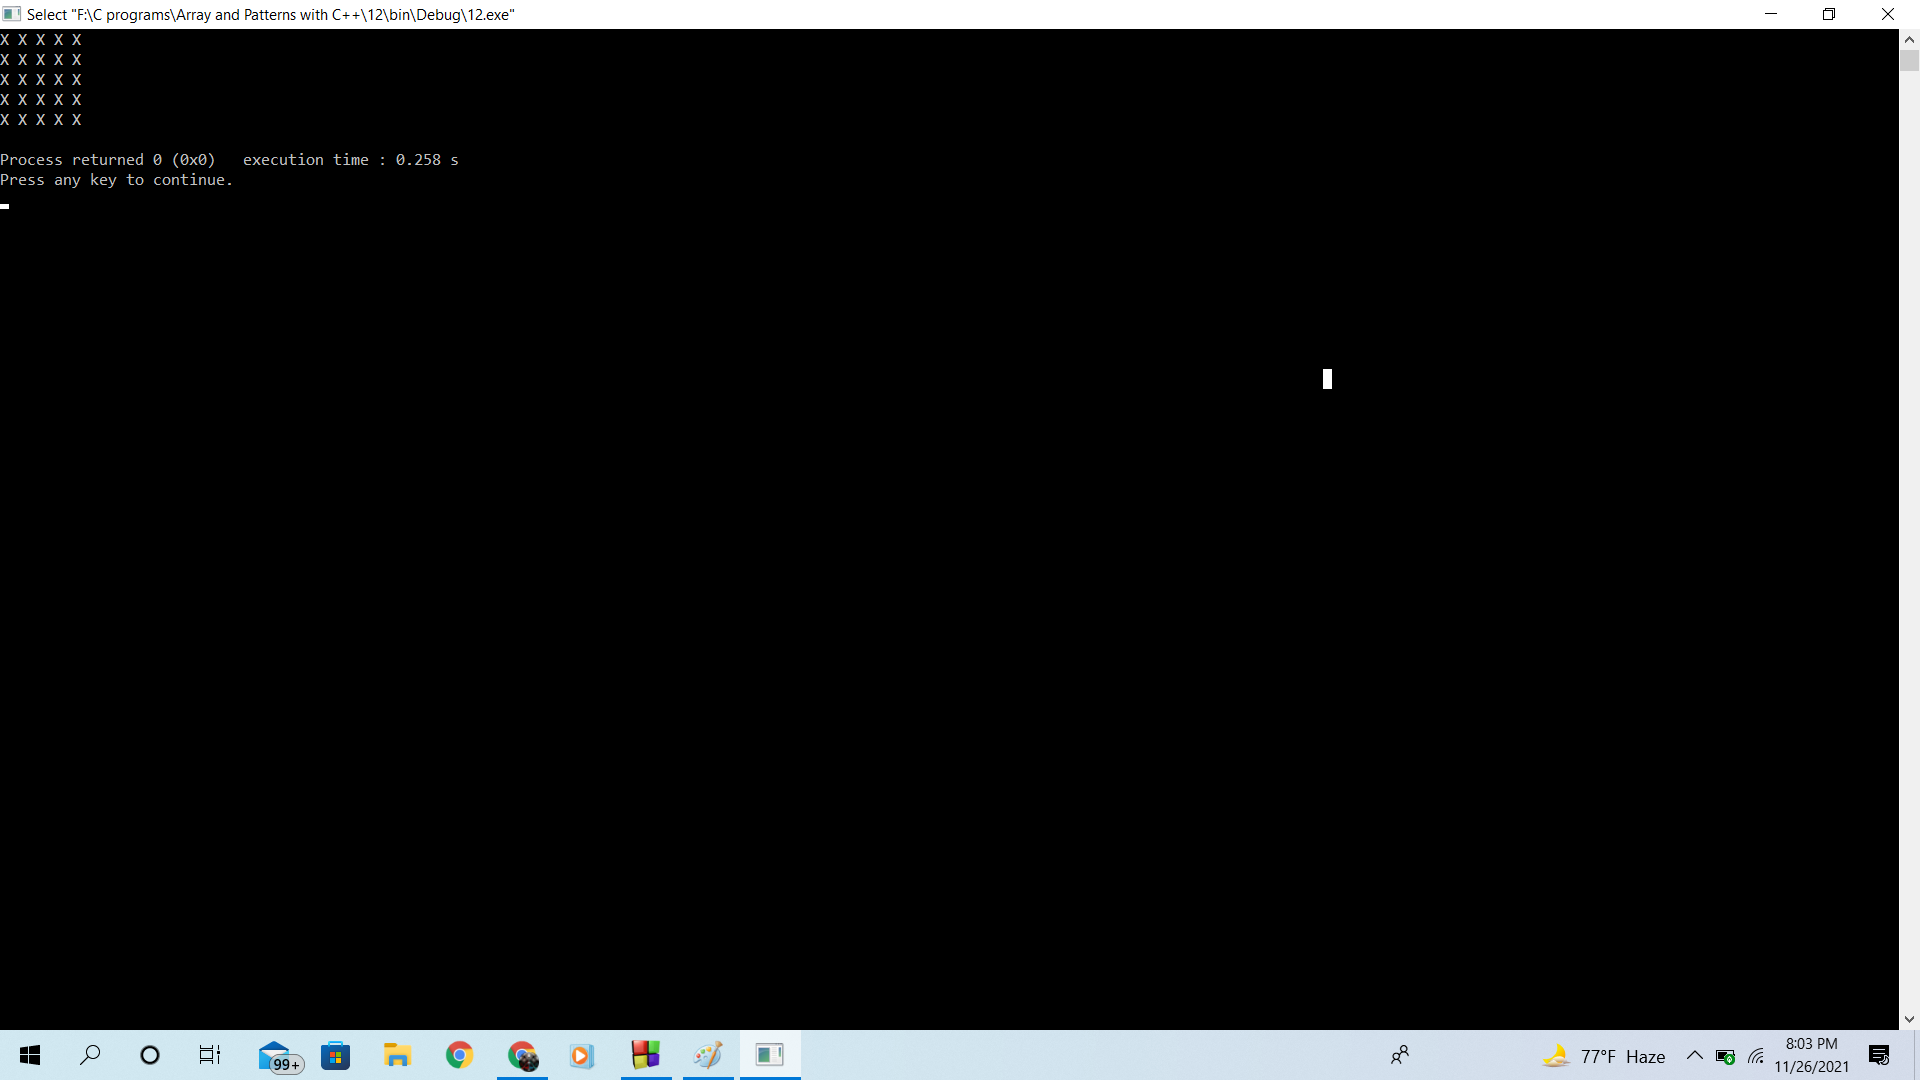 Select "F:\C programs\Array and Patterns with C++\12\bin\Debug\12.exe"
X X X X X
X X X X X
X X X X X
X X X X X
X X X X X
Process returned 0 (0x0)   execution time : 0.258 s
Press any key to continue.
99+
77°F Haze
8:03 PM
11/26/2021